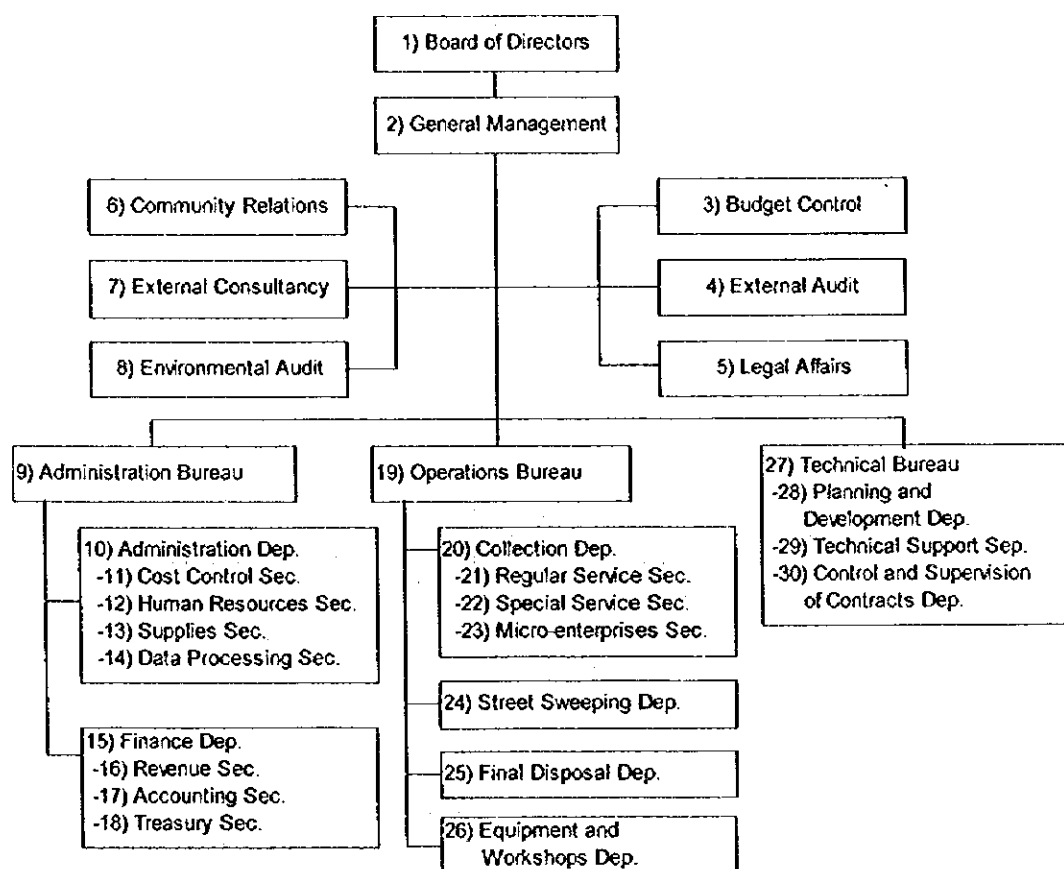 1) Board of Directors
2) General Management
6) Community Relations
3) Budget Control
7) External Consultancy
4) External Audit
8) Environmental Audit
5) Legal Affairs
9) Administration Bureau
10) Administration Dep.
-11) Cost Control Sec.
-12) Human Resources Sec.
-13) Supplies Sec.
-14) Data Processing Sec.
15) Finance Dep.
-16) Revenue Sec.
-17) Accounting Sec.
-18) Treasury Sec.
19) Operations Bureau
20) Collection Dep.
-21) Regular Service Sec.
-22) Special Service Sec.
-23) Micro-enterprises Sec.
24) Street Sweeping Dep.
25) Final Disposal Dep.
26) Equipment and
Workshops Dep.
27) Technical Bureau
-28) Planning and
Development Dep.
-29) Technical Support Sep.
-30) Control and Supervision
of Contracts Dep.